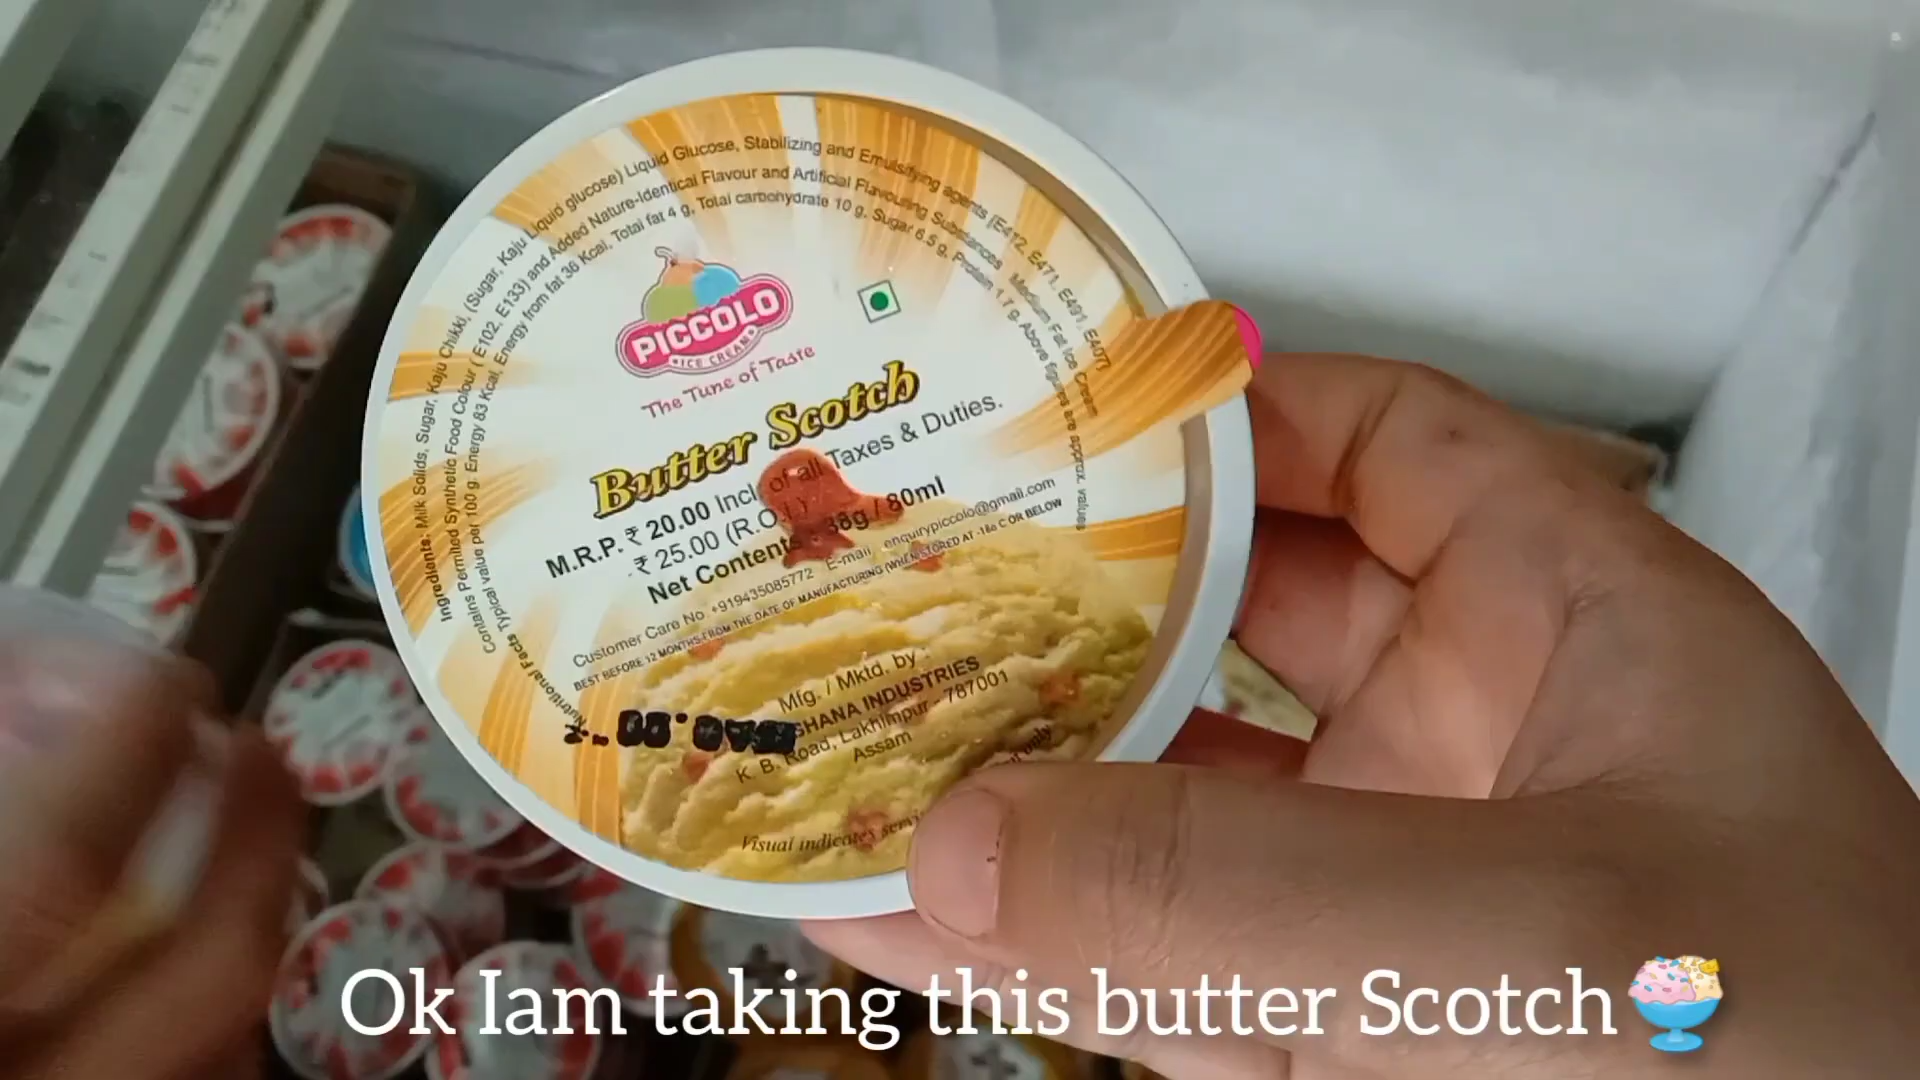 Ingredients: Milk Solids, Sugar, Kaju Chikki, (Sugar, Kaju Liquid glucose) Liquid Glucose, Stabilizing and Emulsifying agents [E412, E471, E491, E407]
Contains Permitted Synthetic Food Colour ( E102, E133) and Added Nature-Identical Flavour and Artificial Flavouring Substances Medium Fat Ice Cream
Nutritional Facts Typical value per 100 g. Energy 83 Kcal, Energy from fat 36 Kcal, Total fat 4 g, Total carbohydrate 10 g, Sugar 6.5 g, Protein 1.7 g. Above figures are approx. values
PICCOLO
ICE CREAM
The Tune of Taste
Butter Scotch
M.R.P. ₹ 20.00 Incl. of all Taxes & Duties.
₹ 25.00
Net Contents : 38g / 80ml
Customer Care No. +919435085772 E-mail enquirypiccolo@gmail.com
BEST BEFORE 12 MONTHS FROM THE DATE OF MANUFACTURING (WHEN STORED AT -18o C OR BELOW
Mfg. / Mktd. by :
INDUSTRIES
K. B. Road, Lakhimpur - 787001
Assam
only
Visual indicates
Ok Iam taking this butter Scotch